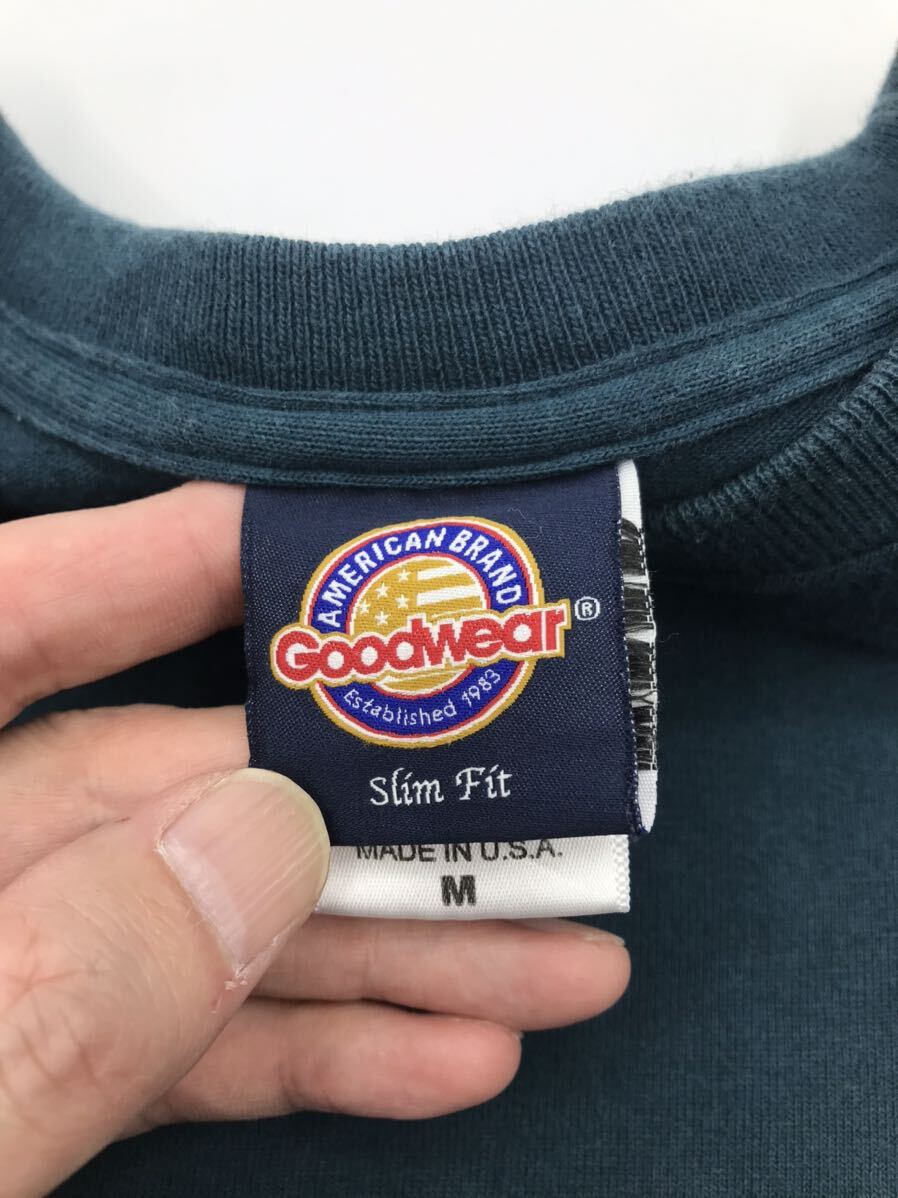 AMERICAN BRAND
Goodwear®
Established 1983
Slim Fit
MADE IN U.S.A.
M